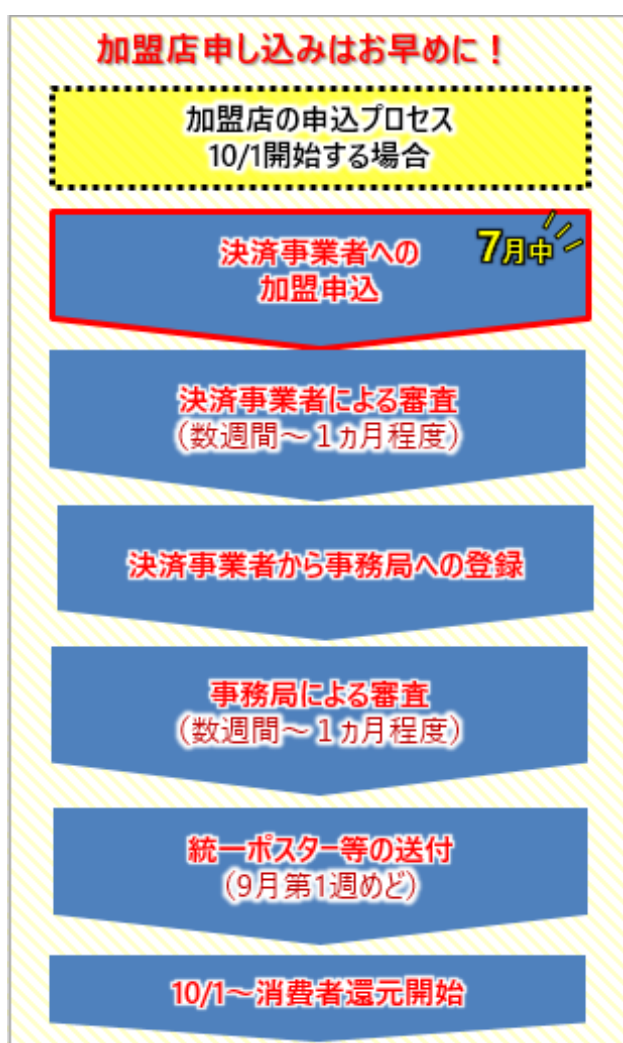 加盟店申し込みはお早めに！
加盟店の申込プロセス
10/1開始する場合
7月中
決済事業者への
加盟申込
決済事業者による審査
（数週間～１ヵ月程度）
決済事業者から事務局への登録
事務局による審査
（数週間～１ヵ月程度）
統一ポスター等の送付
（9月第1週めど）
10/1～消費者還元開始